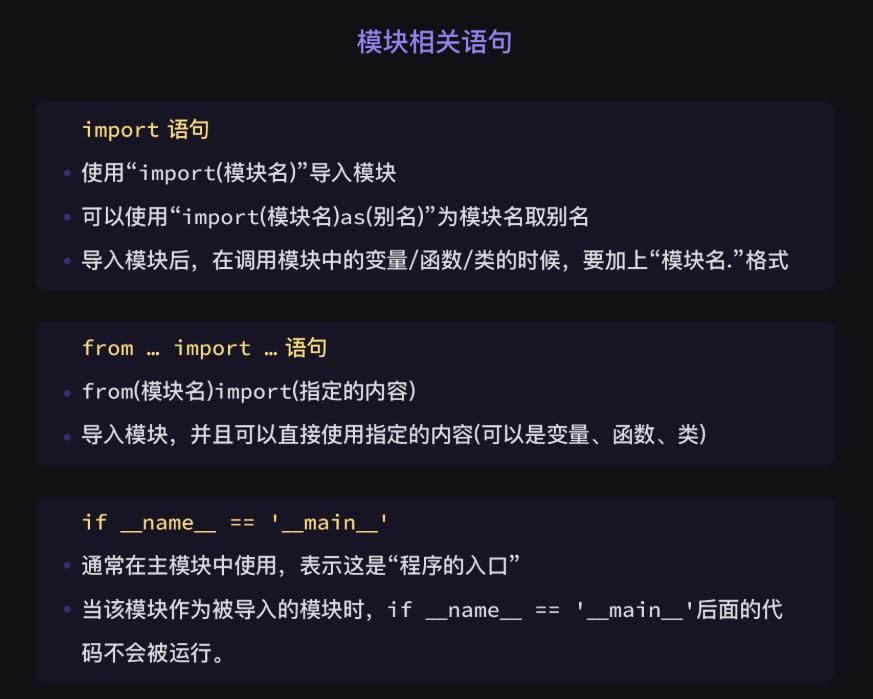 模块相关语句
import 语句
使用“import(模块名)”导入模块
可以使用“import(模块名)as(别名)”为模块名取别名
导入模块后，在调用模块中的变量/函数/类的时候，要加上“模块名.”格式
from … import … 语句
from(模块名)import(指定的内容)
导入模块，并且可以直接使用指定的内容(可以是变量、函数、类)
if __name__ == '__main__'
通常在主模块中使用，表示这是“程序的入口”
当该模块作为被导入的模块时，if __name__ == '__main__'后面的代
码不会被运行。